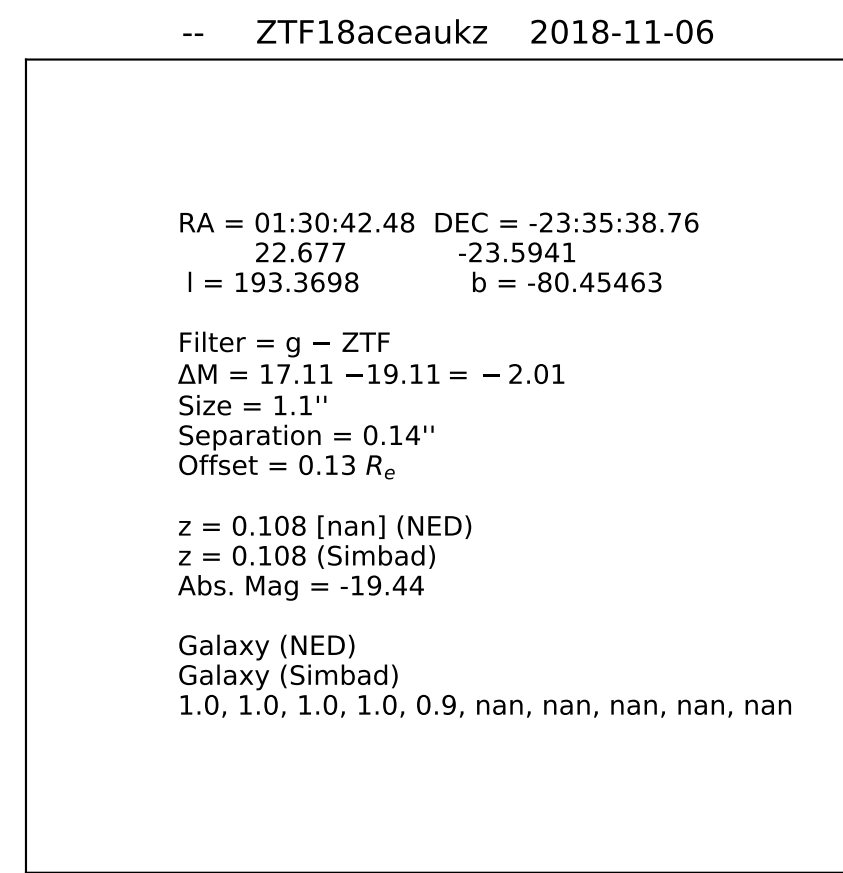 -- ZTF18aceaukz 2018-11-06
RA = 01:30:42.48 DEC = -23:35:38.76
22.677 -23.5941
l = 193.3698 b = -80.45463
Filter = g − ZTF
ΔM = 17.11 −19.11 = − 2.01
Size = 1.1''
Separation = 0.14''
Offset = 0.13 Rₑ
z = 0.108 [nan] (NED)
z = 0.108 (Simbad)
Abs. Mag = -19.44
Galaxy (NED)
Galaxy (Simbad)
1.0, 1.0, 1.0, 1.0, 0.9, nan, nan, nan, nan, nan